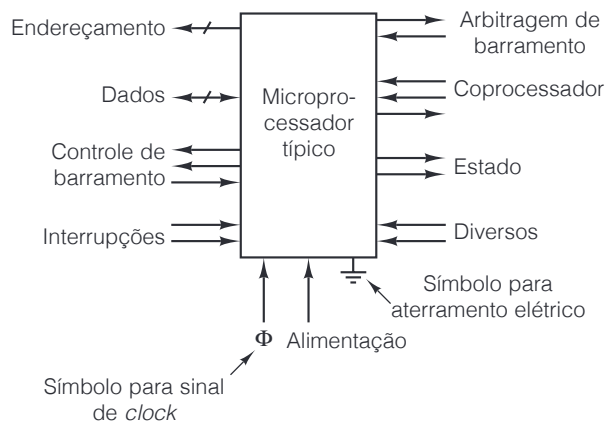 Endereçamento
Dados
Controle de
barramento
Interrupções
Micropro-
cessador
típico
Arbitragem de
barramento
Coprocessador
Estado
Diversos
Símbolo para
aterramento elétrico
Φ
Alimentação
Símbolo para sinal
de clock